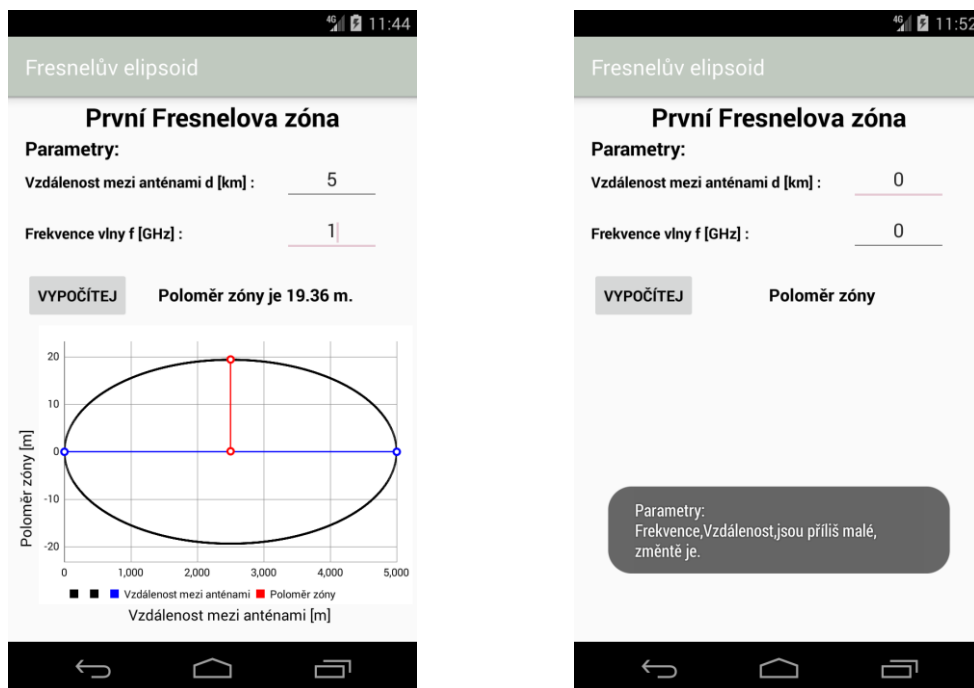 4G 11:44
Fresnelův elipsoid
První Fresnelova zóna
Parametry:
Vzdálenost mezi anténami d [km] : 5
Frekvence vlny f [GHz] : 1
VYPOČÍTEJ Poloměr zóny je 19.36 m.
20
10
0
-10
-20
Poloměr zóny [m]
0 1,000 2,000 3,000 4,000 5,000
Vzdálenost mezi anténami Poloměr zóny
Vzdálenost mezi anténami [m]
4G 11:52
Fresnelův elipsoid
První Fresnelova zóna
Parametry:
Vzdálenost mezi anténami d [km] : 0
Frekvence vlny f [GHz] : 0
VYPOČÍTEJ Poloměr zóny
Parametry:
Frekvence,Vzdálenost,jsou příliš malé,
změntě je.